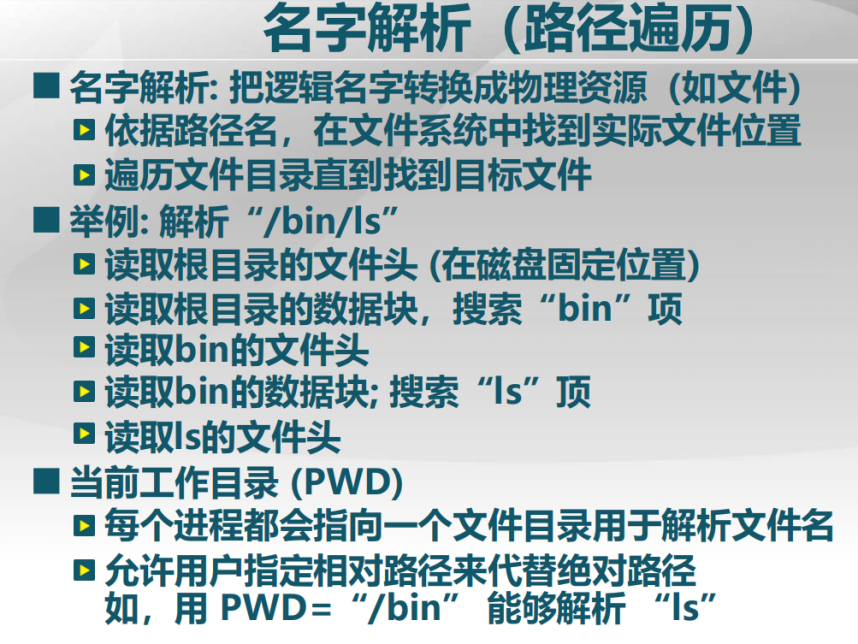 名字解析（路径遍历）
名字解析: 把逻辑名字转换成物理资源（如文件）
依据路径名，在文件系统中找到实际文件位置
遍历文件目录直到找到目标文件
举例: 解析“/bin/ls”
读取根目录的文件头 (在磁盘固定位置)
读取根目录的数据块，搜索“bin”项
读取bin的文件头
读取bin的数据块; 搜索“ls”顶
读取ls的文件头
当前工作目录 (PWD)
每个进程都会指向一个文件目录用于解析文件名
允许用户指定相对路径来代替绝对路径
如，用 PWD=“/bin” 能够解析 “ls”